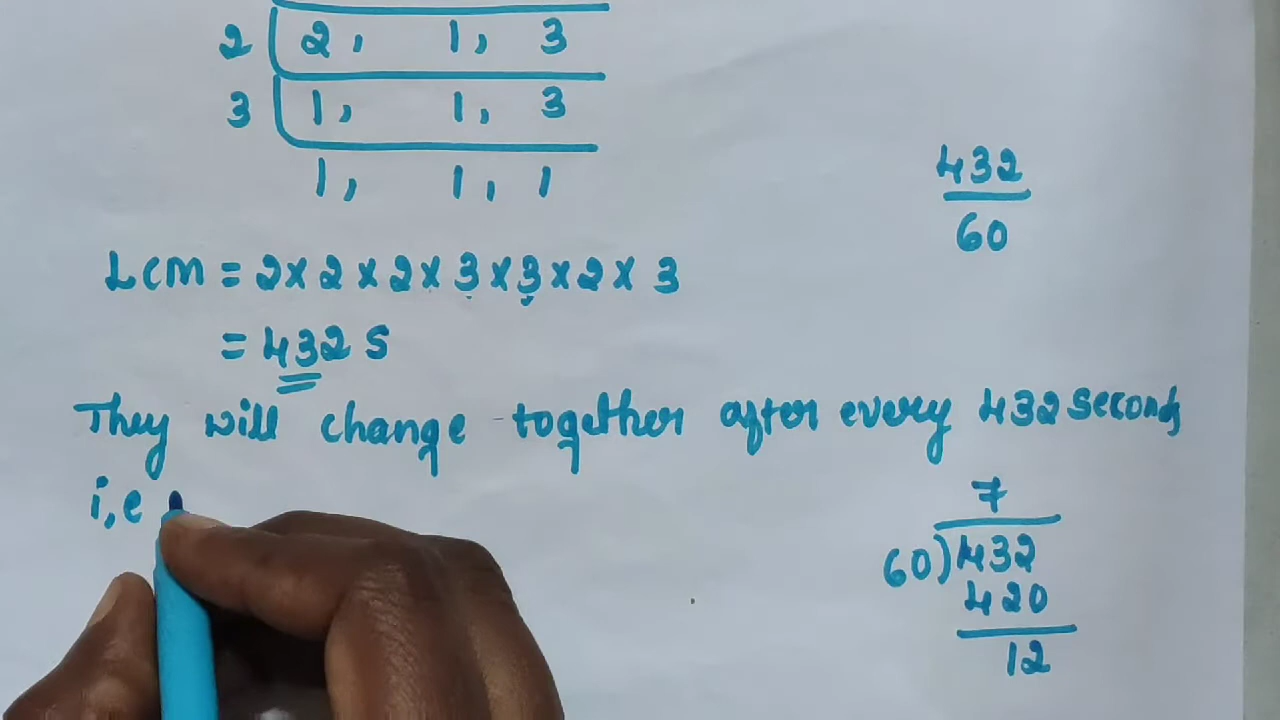 2 2, 1, 3
3 1, 1, 3
1, 1, 1
432
60
LCM = 2 × 2 × 2 × 3 × 3 × 2 × 3
= 432 s
They will change together after every 432 seconds
i,e
7
60)432
420
12